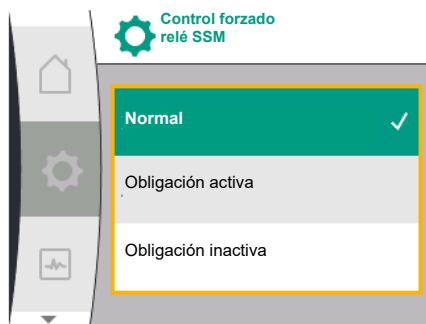 Control forzado
relé SSM
Normal
Obligación activa
Obligación inactiva